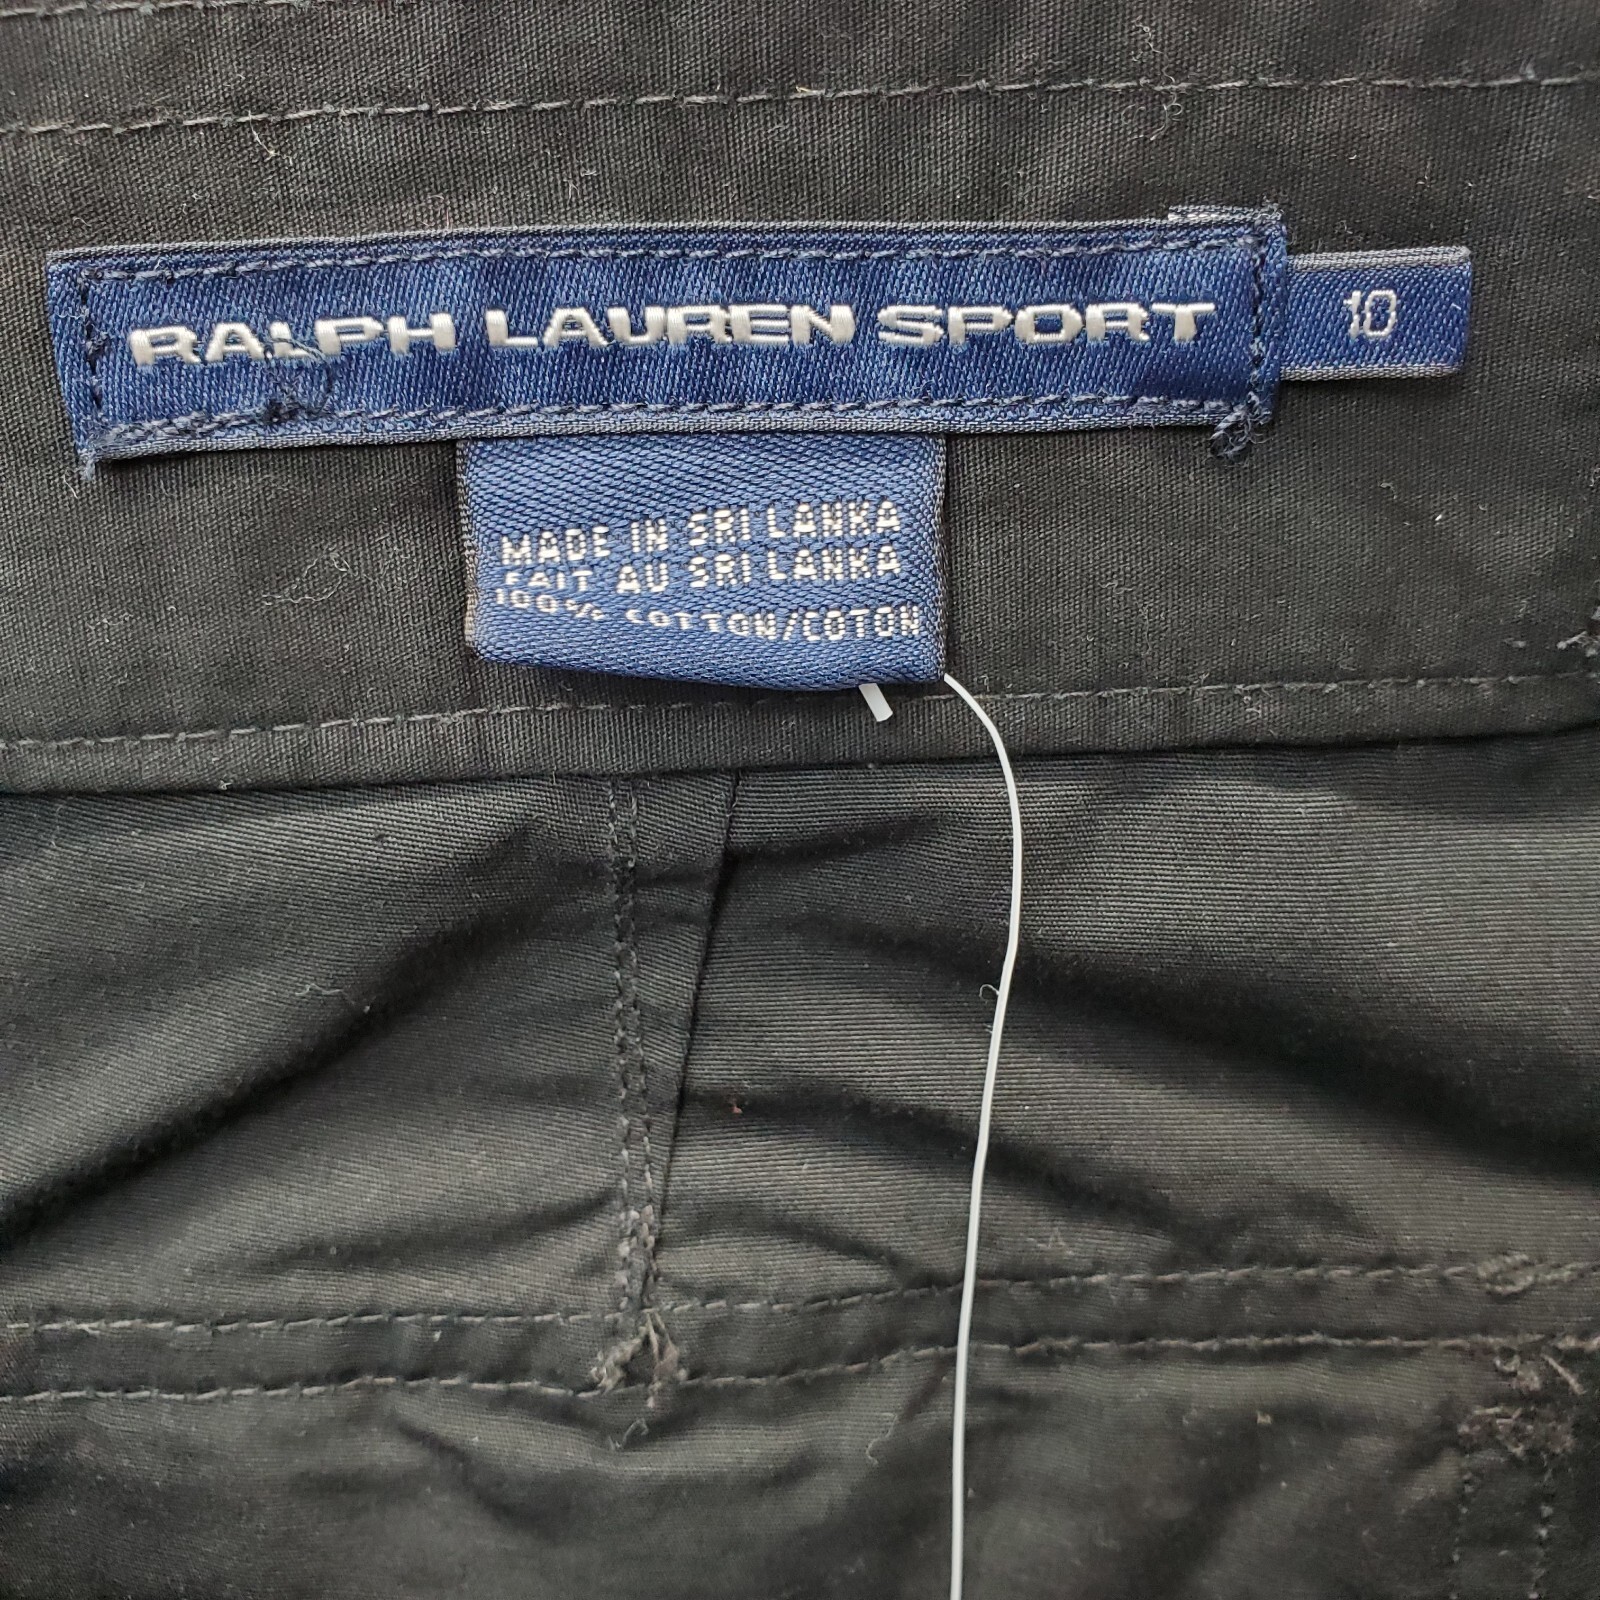 RALPH LAUREN SPORT
10
MADE IN SRI LANKA
FAIT AU SRI LANKA
100% COTTON/COTON